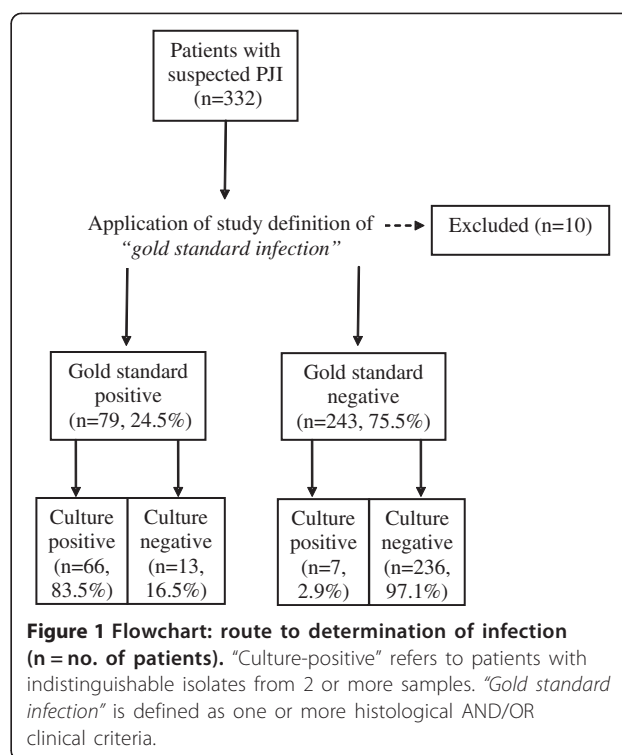 Patients with
suspected PJI
(n=332)
Application of study definition of
“gold standard infection”
Excluded (n=10)
Gold standard
positive
(n=79, 24.5%)
Gold standard
negative
(n=243, 75.5%)
Culture
positive
(n=66,
83.5%)
Culture
negative
(n=13,
16.5%)
Culture
positive
(n=7,
2.9%)
Culture
negative
(n=236,
97.1%)
Figure 1 Flowchart: route to determination of infection
(n = no. of patients). “Culture-positive” refers to patients with
indistinguishable isolates from 2 or more samples. “Gold standard
infection” is defined as one or more histological AND/OR
clinical criteria.